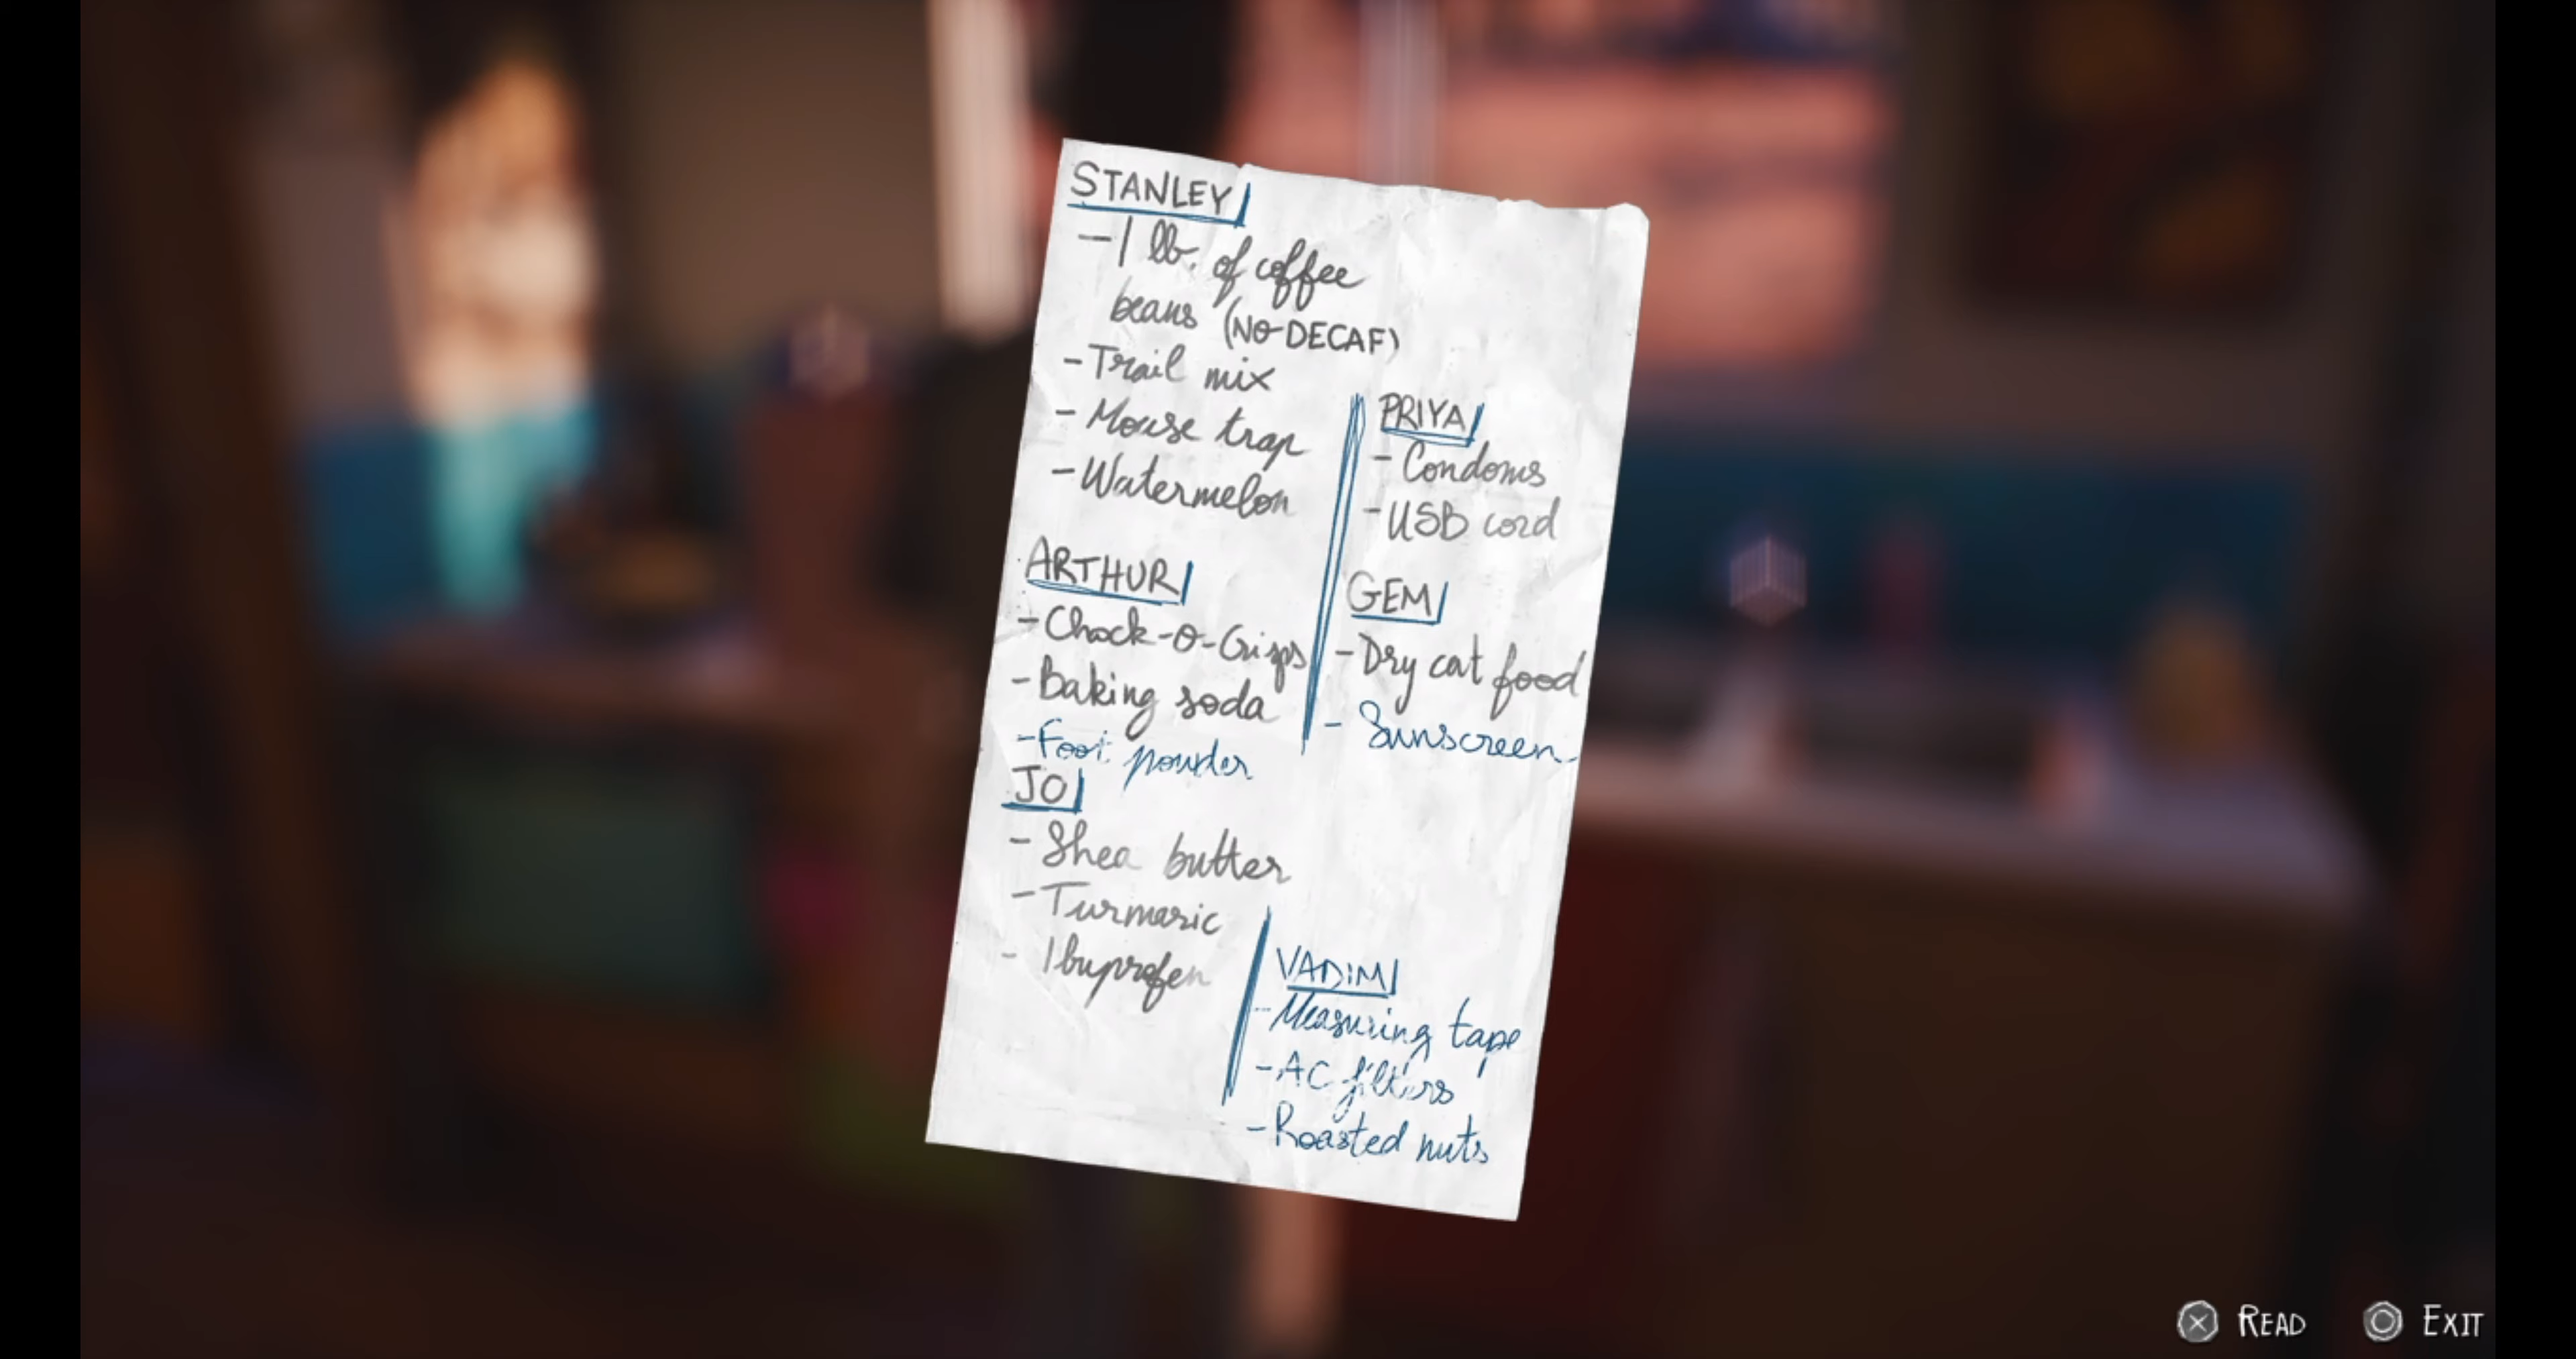 STANLEY
- 1 lb. of coffee
beans (NO DECAF)
- Trail mix
- Mouse trap
- Watermelon
ARTHUR
- Chock-O-Crisps
- Baking soda
- Foot powder
JO
- Shea butter
- Turmeric
- Ibuprofen
PRIYA
- Condoms
- USB cord
GEM
- Dry cat food
- Sunscreen
VADIM
- Measuring tape
- AC filters
- Roasted nuts
READ EXIT